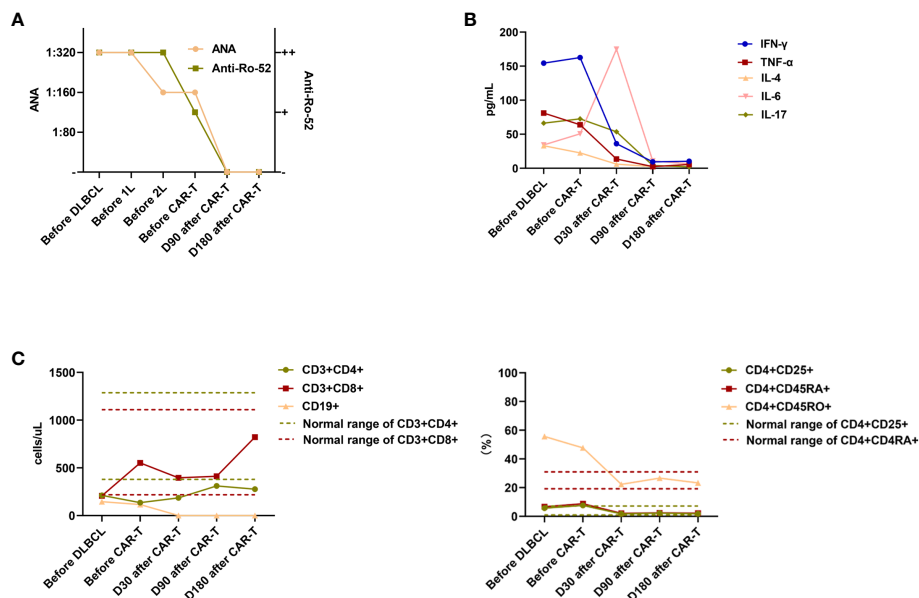 A
ANA
1:320
1:160
1:80
-
ANA
Anti-Ro-52
++
+
-
Anti-Ro-52
Before DLBCL
Before 1L
Before 2L
Before CAR-T
D90 after CAR-T
D180 after CAR-T
B
pg/mL
200
150
100
50
0
IFN-γ
TNF-α
IL-4
IL-6
IL-17
Before DLBCL
Before CAR-T
D30 after CAR-T
D90 after CAR-T
D180 after CAR-T
C
cells/uL
1500
1000
500
0
CD3+CD4+
CD3+CD8+
CD19+
Normal range of CD3+CD4+
Normal range of CD3+CD8+
Before DLBCL
Before CAR-T
D30 after CAR-T
D90 after CAR-T
D180 after CAR-T
(%)
100
80
60
40
20
0
CD4+CD25+
CD4+CD45RA+
CD4+CD45RO+
Normal range of CD4+CD25+
Normal range of CD4+CD4RA+
Before DLBCL
Before CAR-T
D30 after CAR-T
D90 after CAR-T
D180 after CAR-T